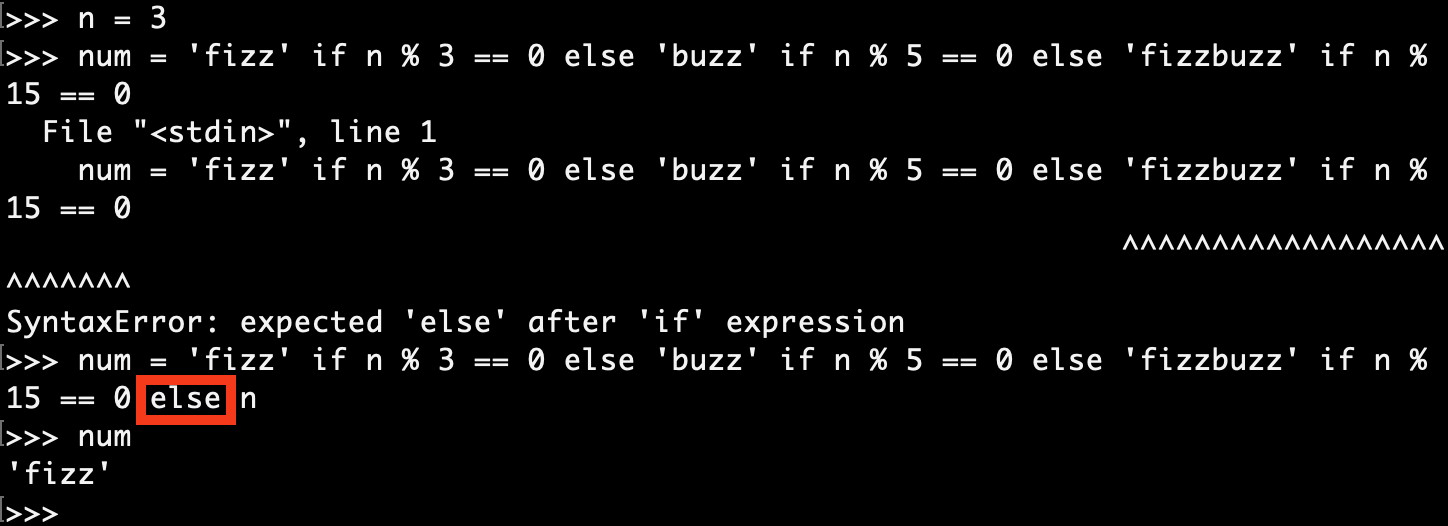 >>> n = 3
>>> num = 'fizz' if n % 3 == 0 else 'buzz' if n % 5 == 0 else 'fizzbuzz' if n %
15 == 0
  File "<stdin>", line 1
    num = 'fizz' if n % 3 == 0 else 'buzz' if n % 5 == 0 else 'fizzbuzz' if n %
15 == 0
                                                              ^^^^^^^^^^^^^^^^^^
^^^^^^^
SyntaxError: expected 'else' after 'if' expression
>>> num = 'fizz' if n % 3 == 0 else 'buzz' if n % 5 == 0 else 'fizzbuzz' if n %
15 == 0 else n
>>> num
'fizz'
>>>